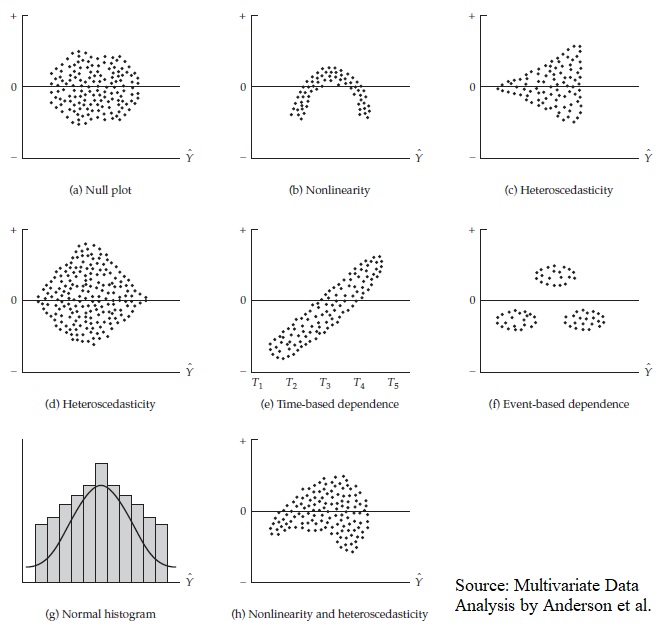 + + +
0 0 0
− Ŷ − Ŷ − Ŷ
(a) Null plot (b) Nonlinearity (c) Heteroscedasticity
+ + +
0 0 0
− Ŷ − − Ŷ
T1 T2 T3 T4 T5
(d) Heteroscedasticity (e) Time-based dependence (f) Event-based dependence
+
0
Ŷ − Ŷ
(g) Normal histogram (h) Nonlinearity and heteroscedasticity
Source: Multivariate Data
Analysis by Anderson et al.